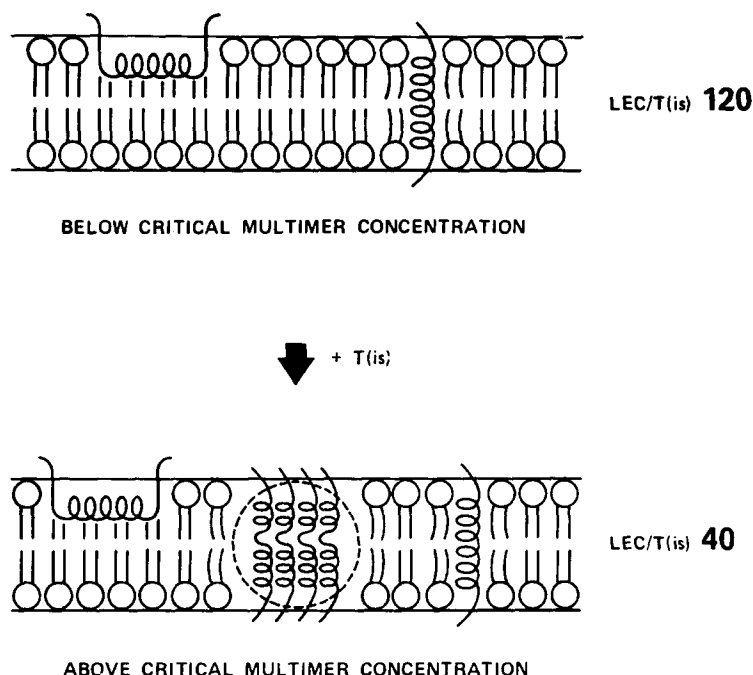 LEC/T(is) 120
BELOW CRITICAL MULTIMER CONCENTRATION
+ T(is)
LEC/T(is) 40
ABOVE CRITICAL MULTIMER CONCENTRATION